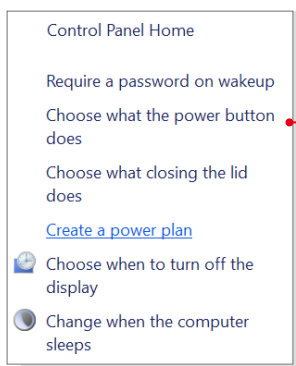 Control Panel Home
Require a password on wakeup
Choose what the power button
does
Choose what closing the lid
does
Create a power plan
Choose when to turn off the
display
Change when the computer
sleeps